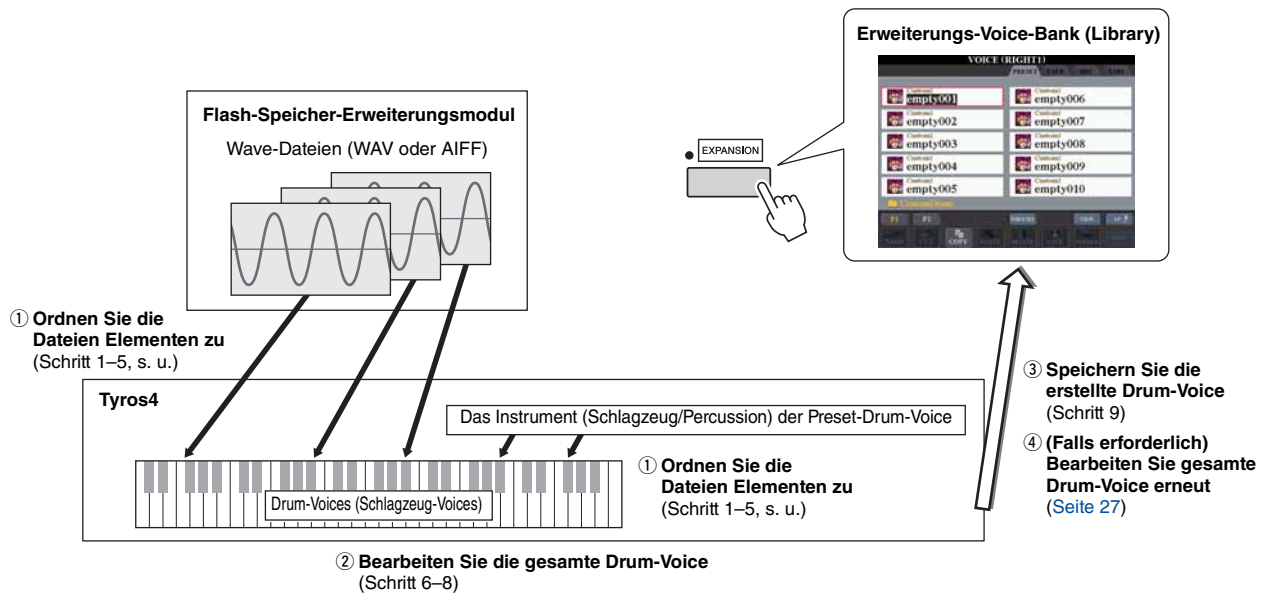 Erweiterungs-Voice-Bank (Library)
VOICE (RIGHT1)
PRESET
empty001
empty006
empty002
empty007
empty003
empty008
empty004
empty009
empty005
empty010
P1 P2
COPY
EXPANSION
Flash-Speicher-Erweiterungsmodul
Wave-Dateien (WAV oder AIFF)
① Ordnen Sie die
Dateien Elementen zu
(Schritt 1–5, s. u.)
Tyros4
Das Instrument (Schlagzeug/Percussion) der Preset-Drum-Voice
Drum-Voices (Schlagzeug-Voices)
① Ordnen Sie die
Dateien Elementen zu
(Schritt 1–5, s. u.)
② Bearbeiten Sie die gesamte Drum-Voice
(Schritt 6–8)
③ Speichern Sie die
erstellte Drum-Voice
(Schritt 9)
④ (Falls erforderlich)
Bearbeiten Sie gesamte
Drum-Voice erneut
(Seite 27)